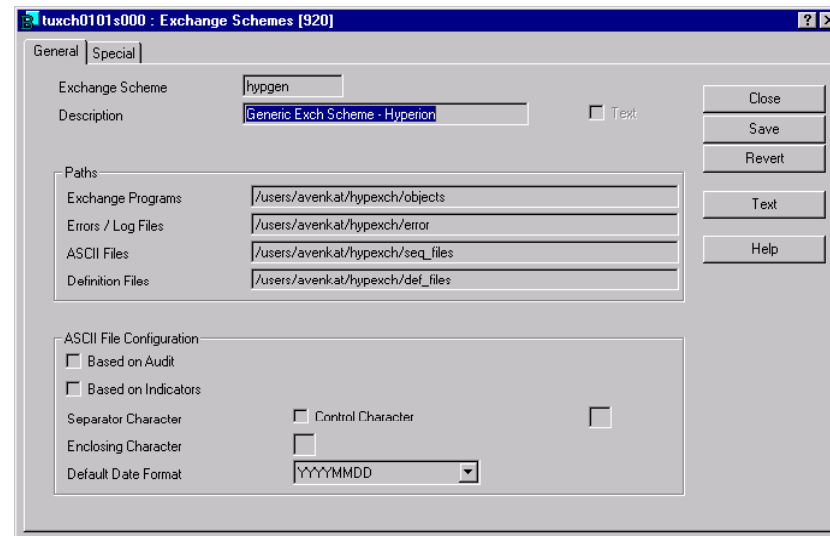 tuxch0101s000 : Exchange Schemes [920]
General Special
Exchange Scheme hypgen
Description Generic Exch Scheme - Hyperion Text
Close
Save
Revert
Text
Help
Paths
Exchange Programs /users/avenkat/hypexch/objects
Errors / Log Files /users/avenkat/hypexch/error
ASCII Files /users/avenkat/hypexch/seq_files
Definition Files /users/avenkat/hypexch/def_files
ASCII File Configuration
Based on Audit
Based on Indicators
Separator Character Control Character
Enclosing Character
Default Date Format YYYYMMDD